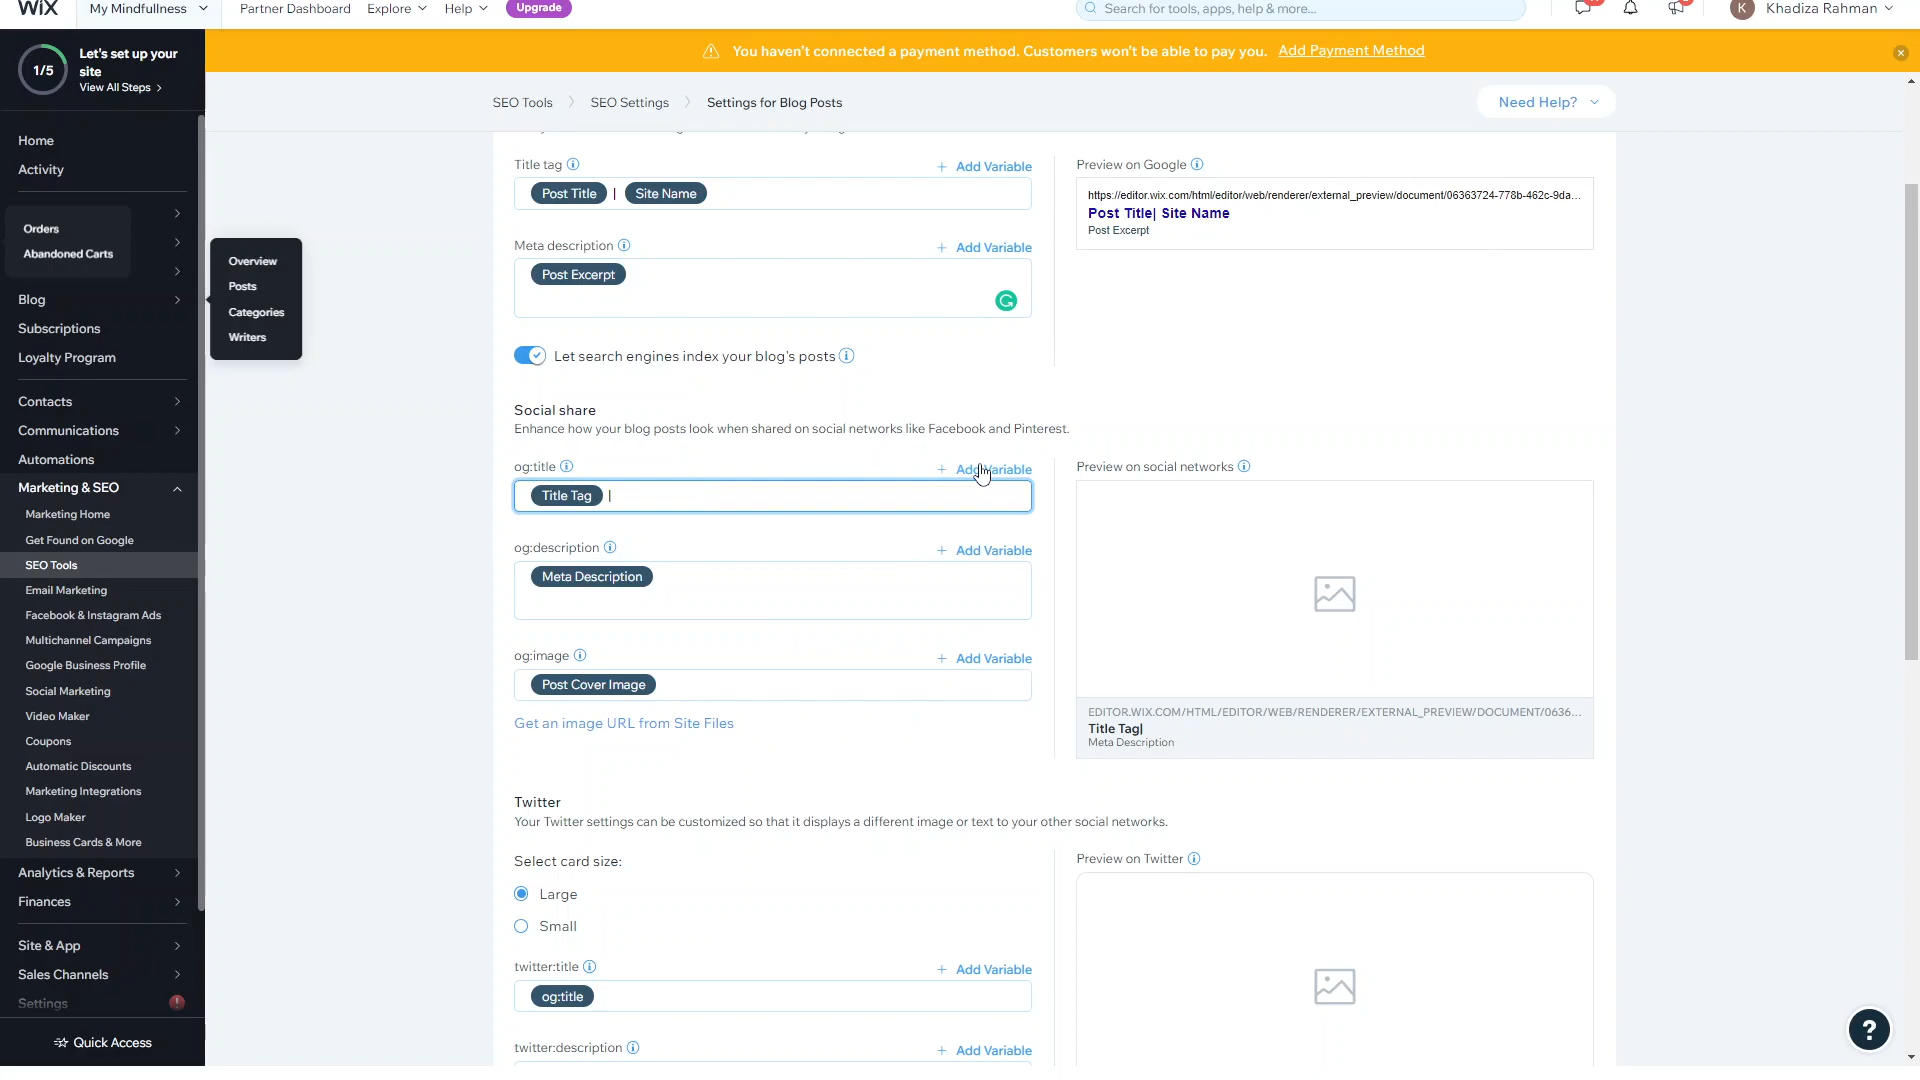 WIX
My Mindfullness
Partner Dashboard
Explore
Help
Upgrade
Search for tools, apps, help & more...
K
Khadiza Rahman
1/5
Let's set up your
site
View All Steps
You haven't connected a payment method. Customers won't be able to pay you. Add Payment Method
SEO Tools
SEO Settings
Settings for Blog Posts
Need Help?
Home
Activity
Orders
Abandoned Carts
Blog
Subscriptions
Loyalty Program
Contacts
Communications
Automations
Marketing & SEO
Marketing Home
Get Found on Google
SEO Tools
Email Marketing
Facebook & Instagram Ads
Multichannel Campaigns
Google Business Profile
Social Marketing
Video Maker
Coupons
Automatic Discounts
Marketing Integrations
Logo Maker
Business Cards & More
Analytics & Reports
Finances
Site & App
Sales Channels
Settings
Quick Access
Overview
Posts
Categories
Writers
Title tag
+ Add Variable
Post Title | Site Name
Meta description
+ Add Variable
Post Excerpt
Let search engines index your blog's posts
Preview on Google
https://editor.wix.com/html/editor/web/renderer/external_preview/document/06363724-778b-462c-9da...
Post Title| Site Name
Post Excerpt
Social share
Enhance how your blog posts look when shared on social networks like Facebook and Pinterest.
og:title
+ Add Variable
Title Tag |
og:description
+ Add Variable
Meta Description
og:image
+ Add Variable
Post Cover Image
Get an image URL from Site Files
Preview on social networks
EDITOR.WIX.COM/HTML/EDITOR/WEB/RENDERER/EXTERNAL_PREVIEW/DOCUMENT/0636...
Title Tag|
Meta Description
Twitter
Your Twitter settings can be customized so that it displays a different image or text to your other social networks.
Select card size:
Large
Small
twitter:title
+ Add Variable
og:title
twitter:description
+ Add Variable
Preview on Twitter
?